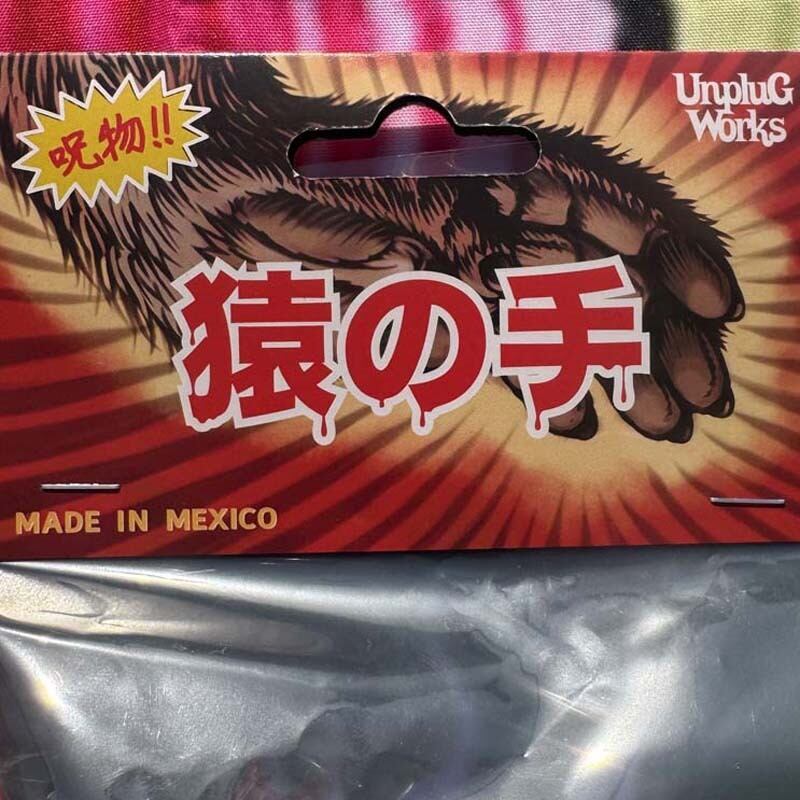 呪物!!
UnpluG
Works
猿の手
MADE IN MEXICO